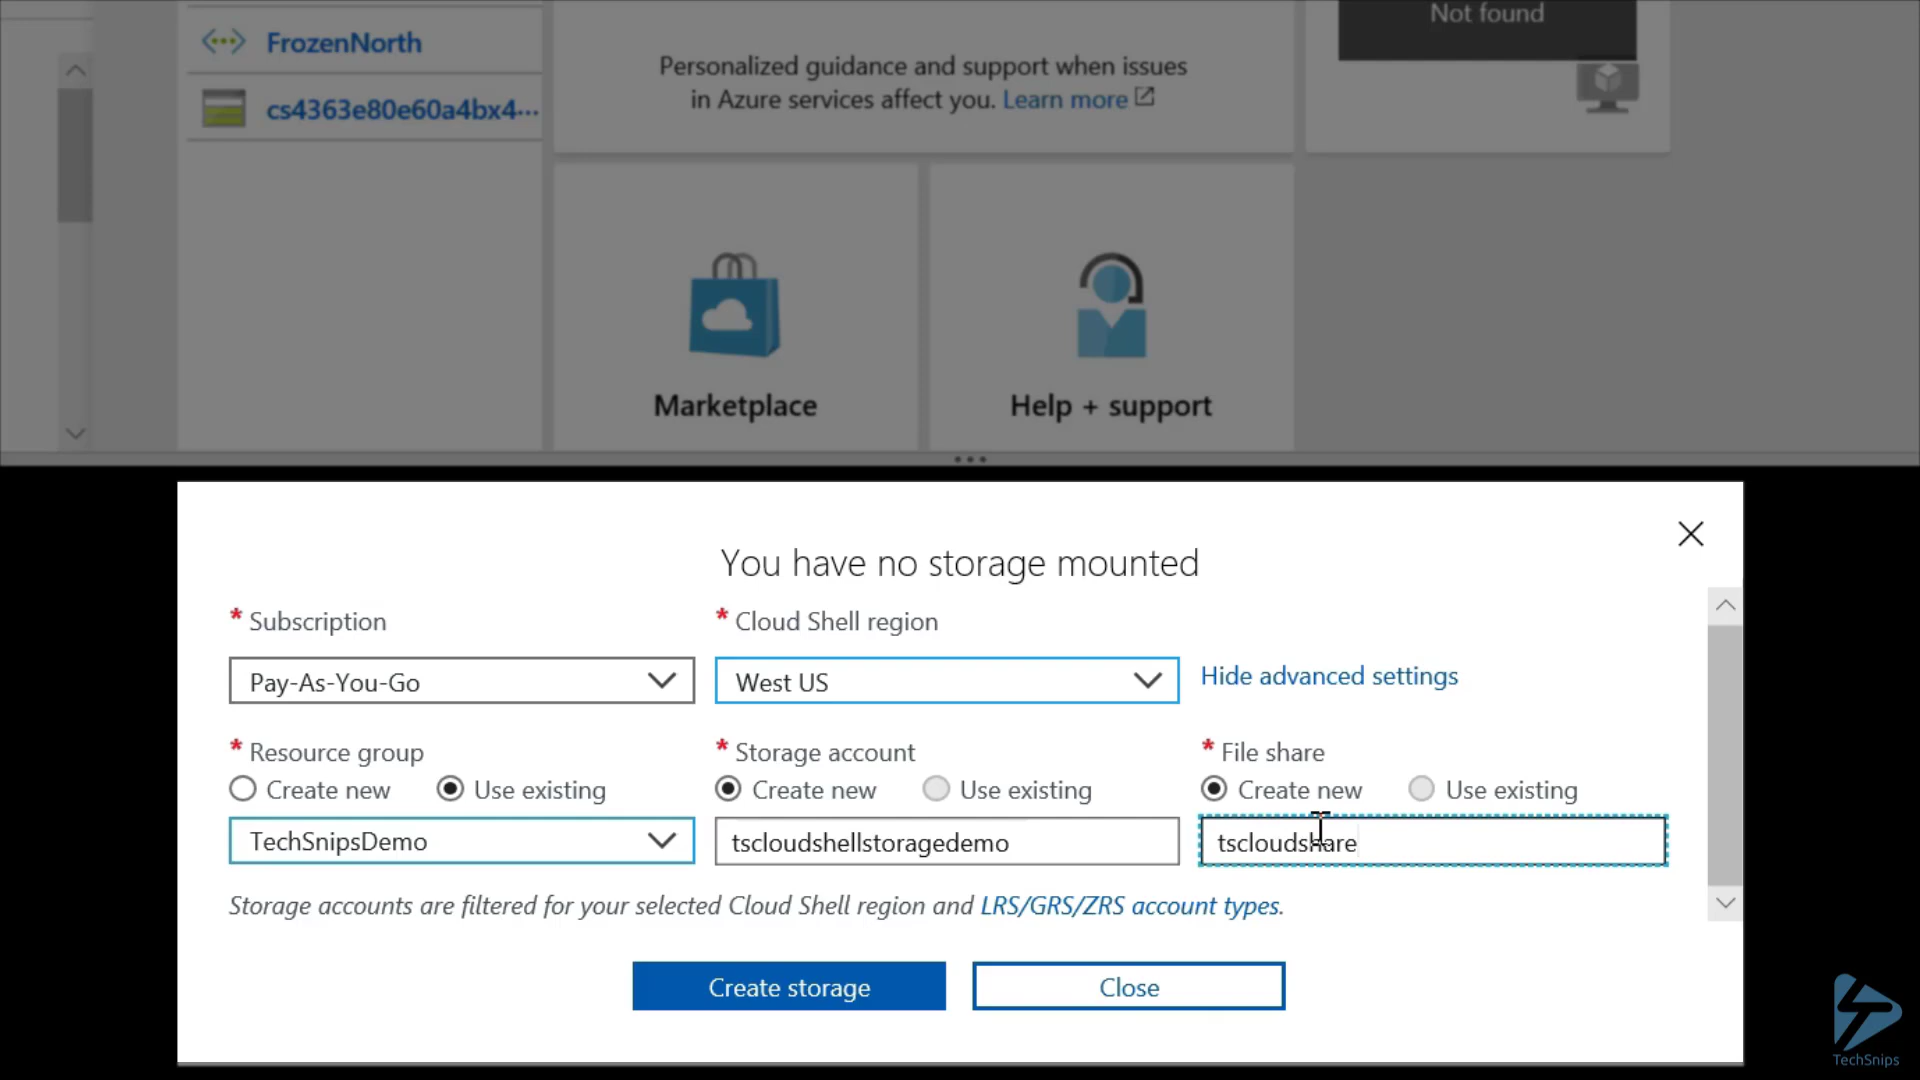 Not found
FrozenNorth
cs4363e80e60a4bx4···
Personalized guidance and support when issues
in Azure services affect you. Learn more
Marketplace
Help + support
You have no storage mounted
* Subscription
* Cloud Shell region
Pay-As-You-Go
West US
Hide advanced settings
* Resource group
* Storage account
* File share
Create new
Use existing
Create new
Use existing
Create new
Use existing
TechSnipsDemo
tscloudshellstoragedemo
tscloudshare
Storage accounts are filtered for your selected Cloud Shell region and LRS/GRS/ZRS account types.
Create storage
Close
TechSnips